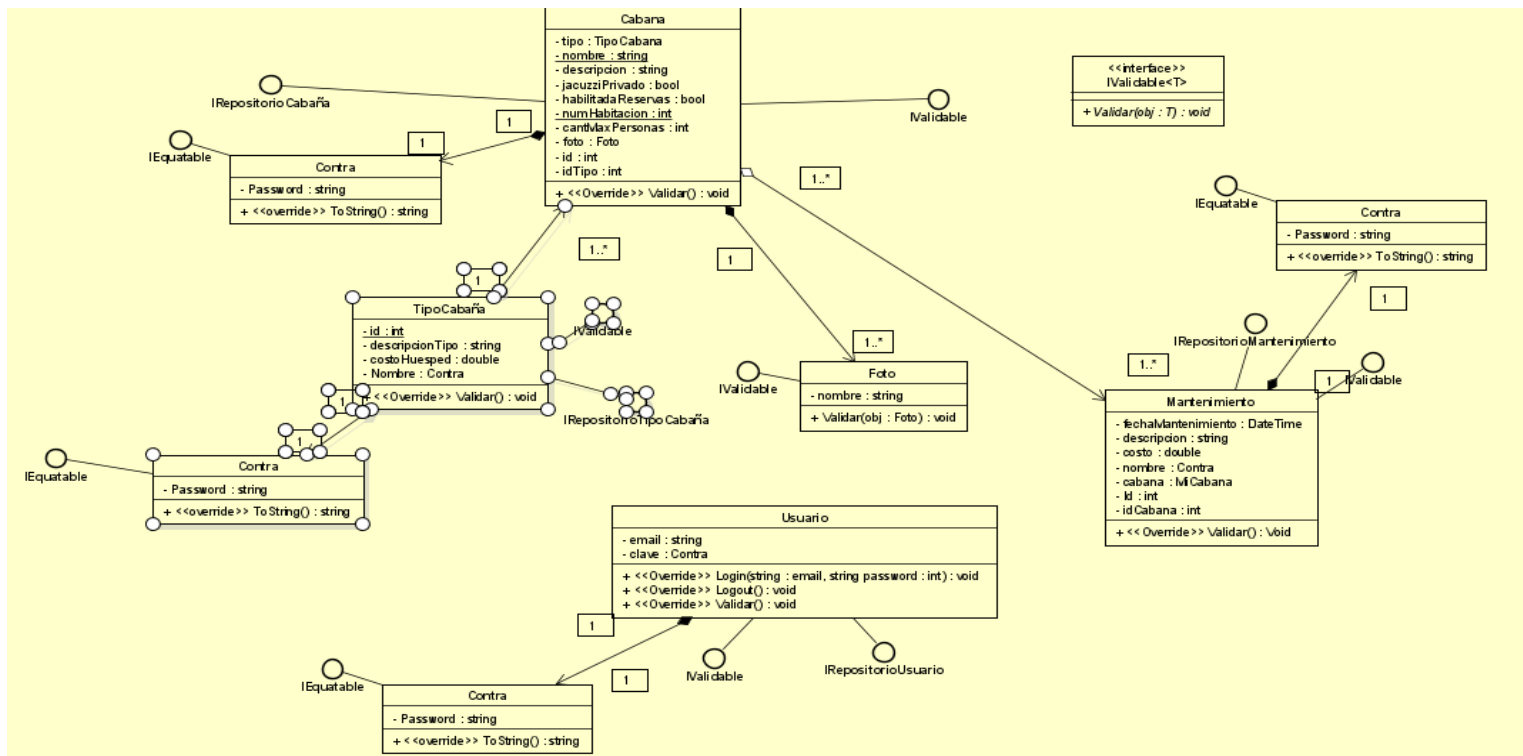 Cabana
- tipo : TipoCabana
- nombre : string
- descripcion : string
- jacuzziPrivado : bool
- habilitadaReservas : bool
- numHabitacion : int
- cantMaxPersonas : int
- foto : Foto
- id : int
- idTipo : int
+ <<Override>> Validar() : void
IRepositorioCabaña
IValidable
<<interface>>
IValidable<T>
+ Validar(obj : T) : void
1
1
IEquatable
Contra
- Password : string
+ <<override>> ToString() : string
1..*
1..*
1
1
TipoCabaña
- id : int
- descripcionTipo : string
- costoHuesped : double
- Nombre : Contra
+ <<Override>> Validar() : void
IValidable
IRepositorioTipoCabaña
1
1
IEquatable
Contra
- Password : string
+ <<override>> ToString() : string
1..*
IValidable
Foto
- nombre : string
+ Validar(obj : Foto) : void
IEquatable
Contra
- Password : string
+ <<override>> ToString() : string
1
IRepositorioMantenimiento
1..*
1
IValidable
Mantenimiento
- fechaMantenimiento : DateTime
- descripcion : string
- costo : double
- nombre : Contra
- cabana : MiCabana
- Id : int
- idCabana : int
+ << Override>> Validar() : Void
Usuario
- email : string
- clave : Contra
+ <<Override>> Login(string : email, string password : int) : void
+ <<Override>> Logout() : void
+ <<Override>> Validar() : void
1
1
IValidable
IRepositorioUsuario
IEquatable
Contra
- Password : string
+ <<override>> ToString() : string